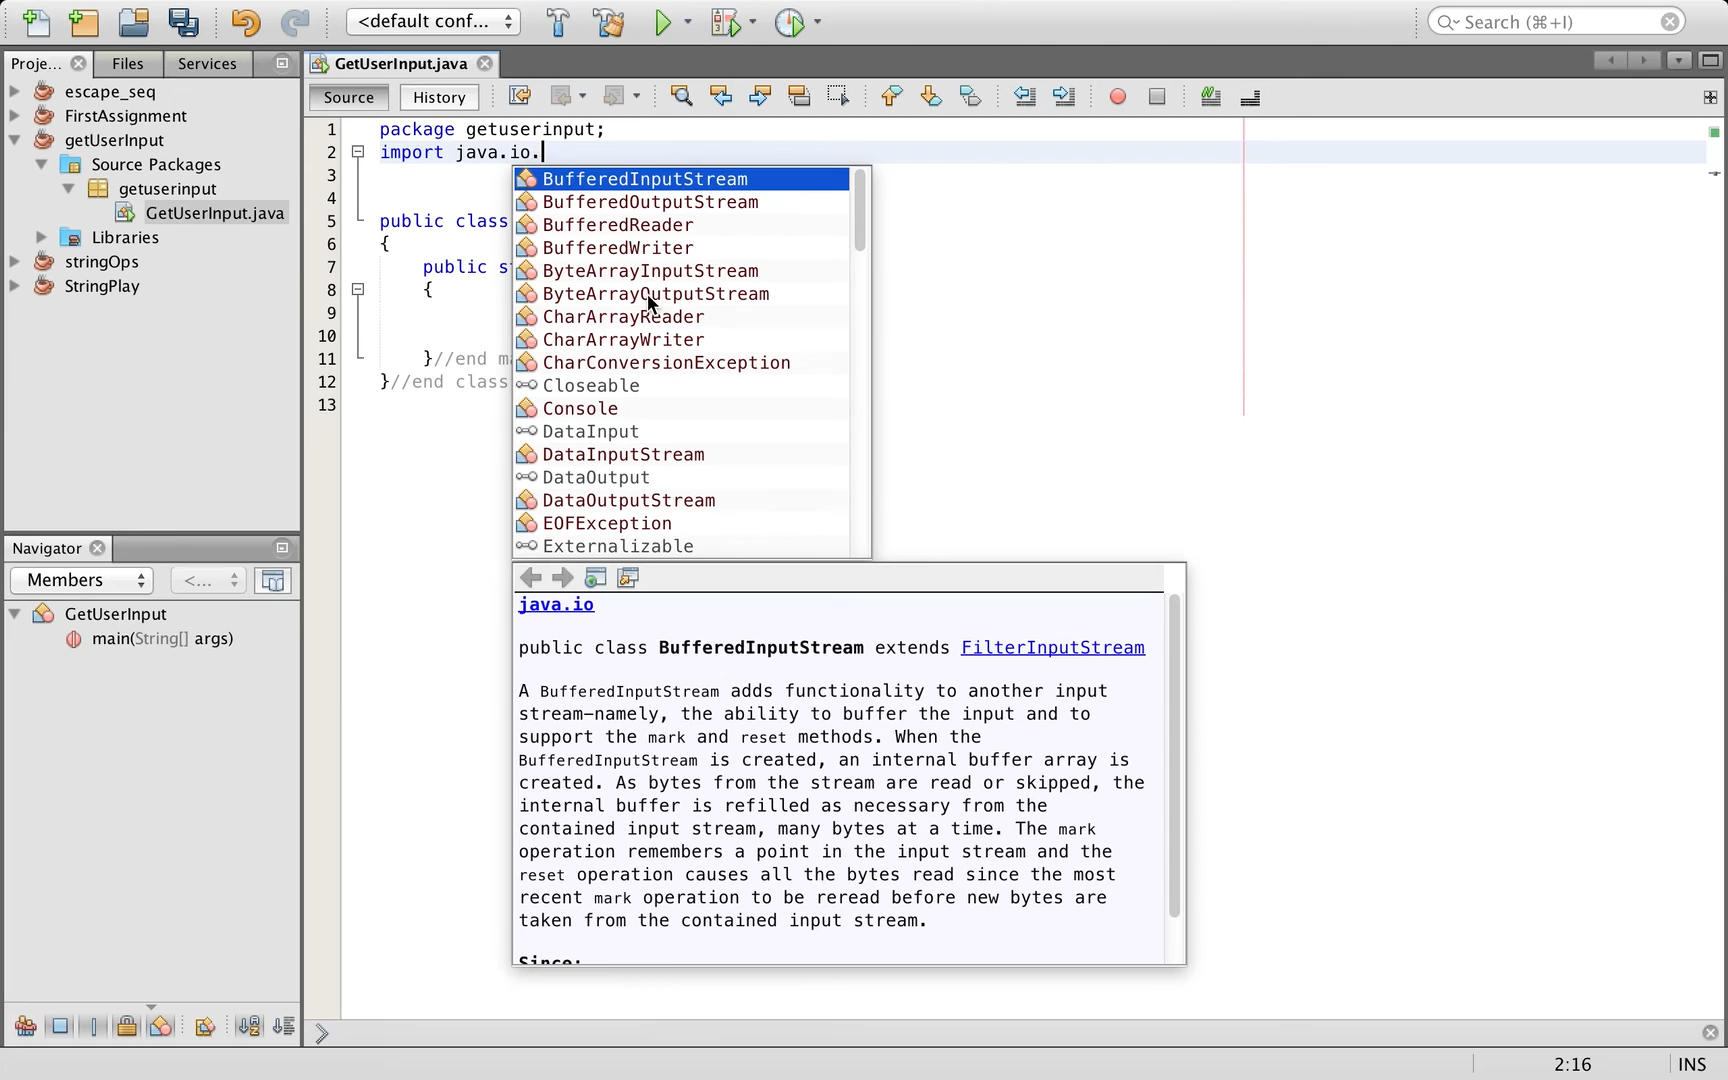 <default conf...
Search (⌘+I)
Proje...
Files
Services
GetUserInput.java
Source
History
escape_seq
FirstAssignment
getUserInput
Source Packages
getuserinput
GetUserInput.java
Libraries
stringOps
StringPlay
1 package getuserinput;
2 import java.io.
3
4
5 public class
6 {
7 public s
8 {
9
10
11 }//end m
12 }//end class
13
BufferedInputStream
BufferedOutputStream
BufferedReader
BufferedWriter
ByteArrayInputStream
ByteArrayOutputStream
CharArrayReader
CharArrayWriter
CharConversionException
Closeable
Console
DataInput
DataInputStream
DataOutput
DataOutputStream
EOFException
Externalizable
java.io
public class BufferedInputStream extends FilterInputStream
A BufferedInputStream adds functionality to another input
stream—namely, the ability to buffer the input and to
support the mark and reset methods. When the
BufferedInputStream is created, an internal buffer array is
created. As bytes from the stream are read or skipped, the
internal buffer is refilled as necessary from the
contained input stream, many bytes at a time. The mark
operation remembers a point in the input stream and the
reset operation causes all the bytes read since the most
recent mark operation to be reread before new bytes are
taken from the contained input stream.
Since:
Navigator
Members
<...
GetUserInput
main(String[] args)
2:16
INS